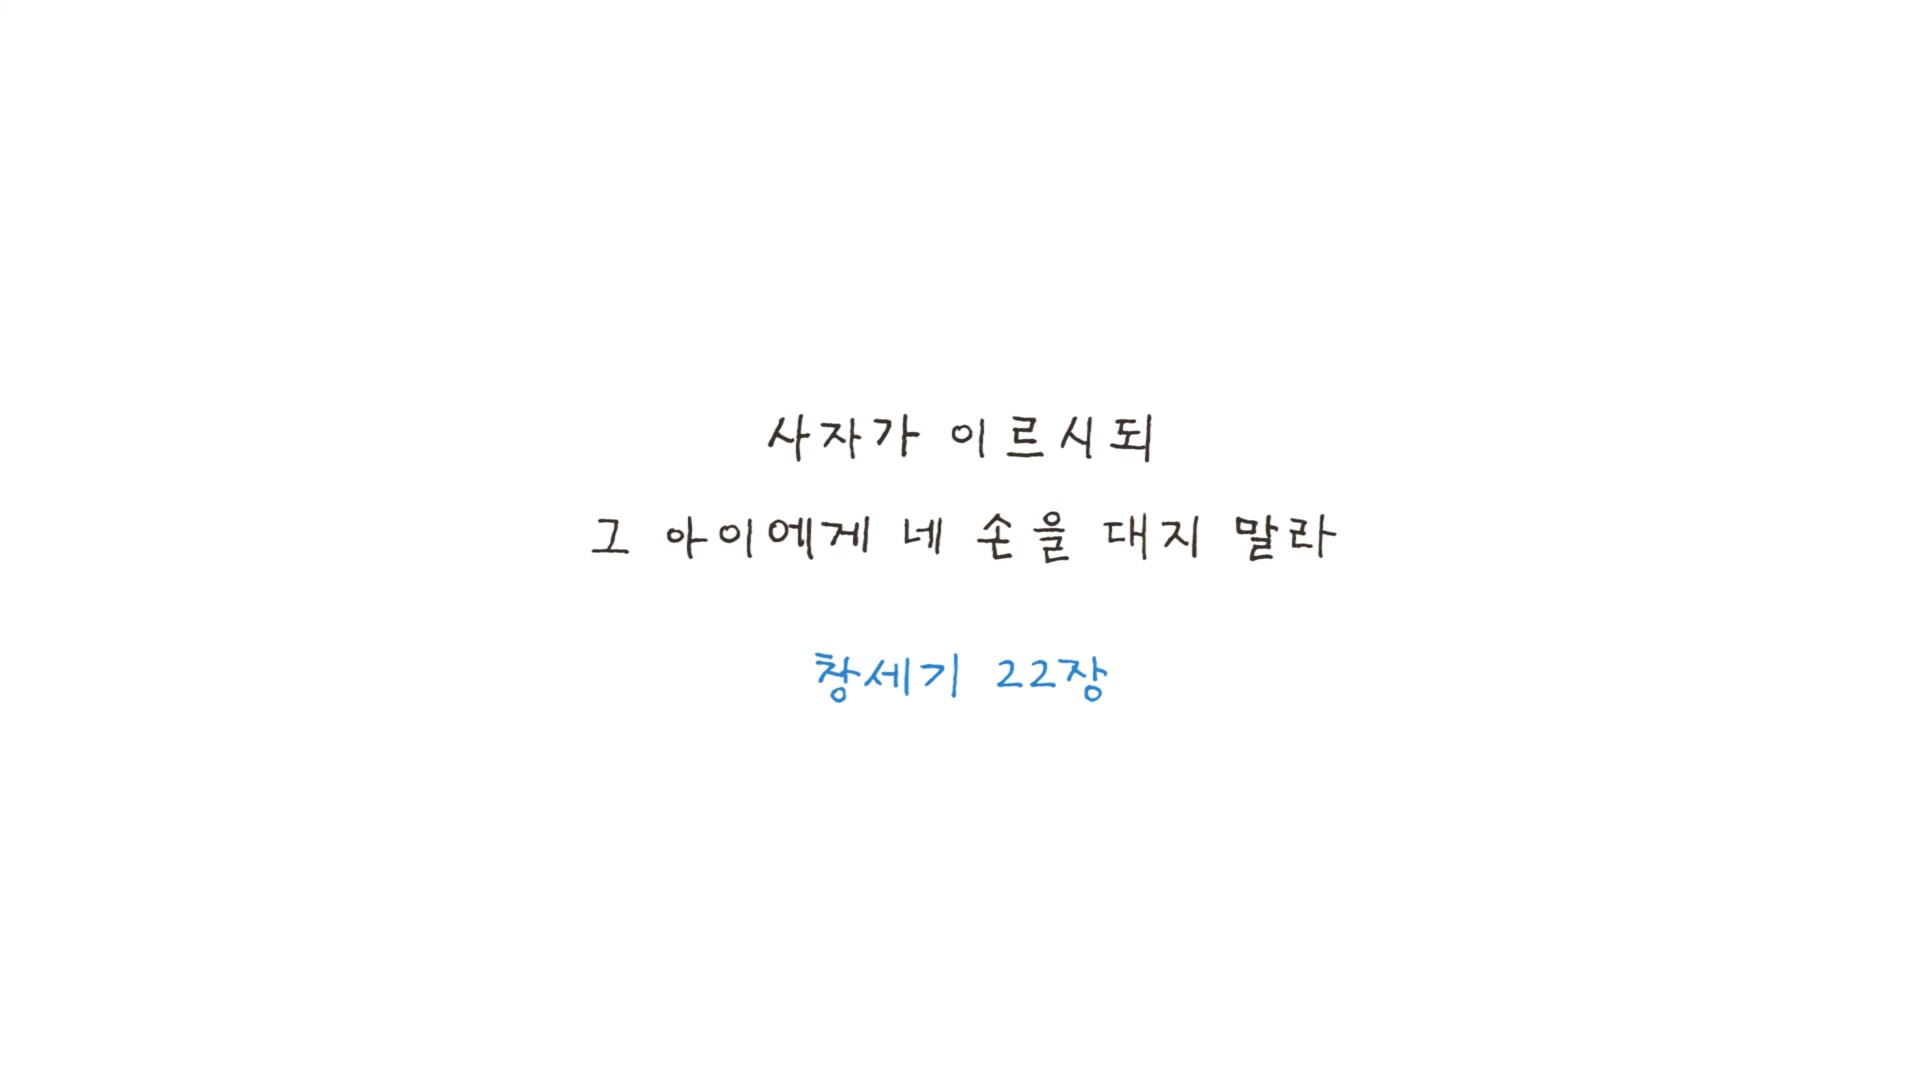 사자가 이르시되
그 아이에게 네 손을 대지 말라
창세기 22장